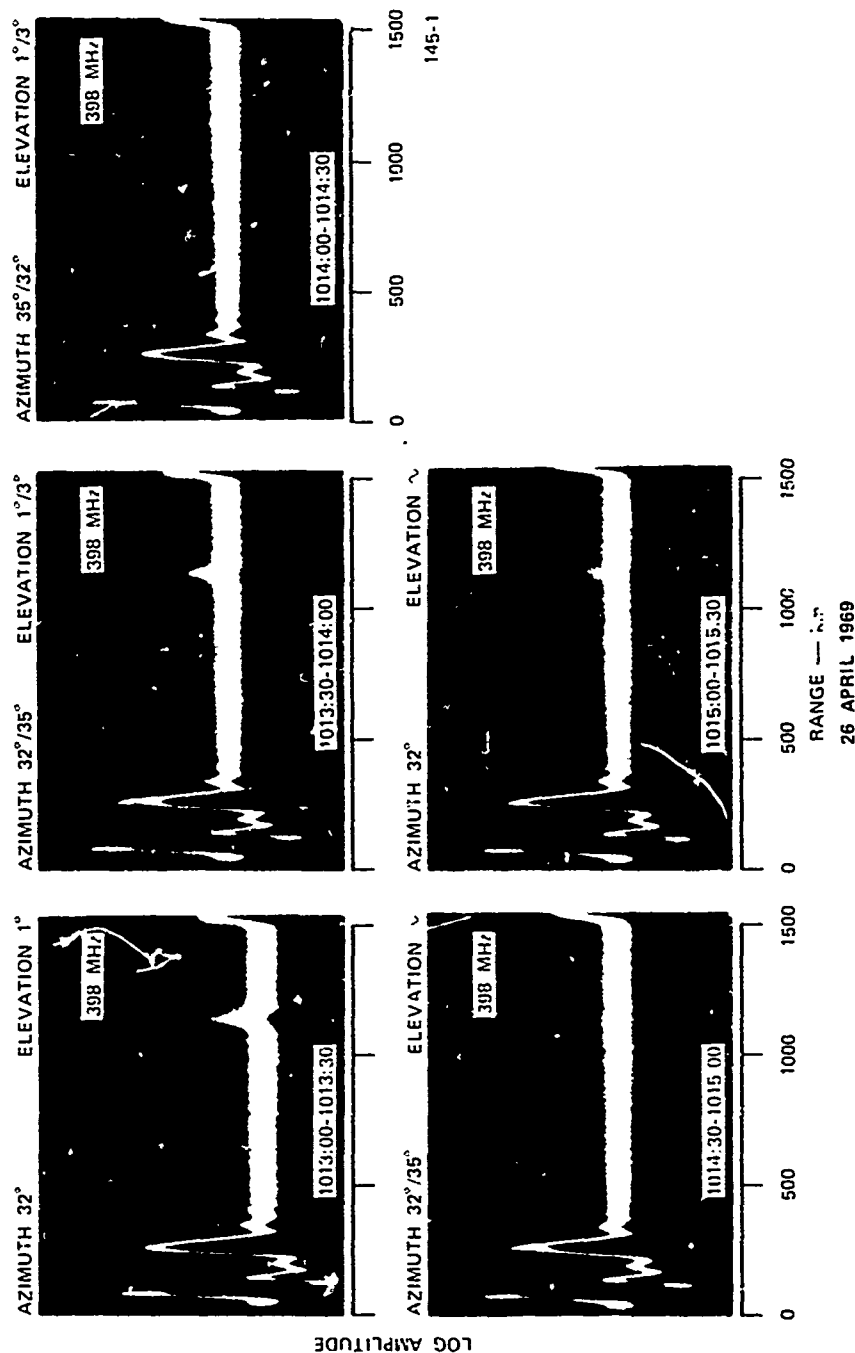 AZIMUTH 32° ELEVATION 1°
398 MHz
1013:00-1013:30
AZIMUTH 32°/35° ELEVATION 1°/3°
398 MHz
1013:30-1014:00
AZIMUTH 35°/32° ELEVATION 1°/3°
398 MHz
1014:00-1014:30
0 500 1000 1500
145-1
LOG AMPLITUDE
AZIMUTH 32°/35° ELEVATION
398 MHz
1014:30-1015 00
0 500 1000 1500
AZIMUTH 32° ELEVATION
398 MHz
1015:00-1015.30
0 500 1000 1500
RANGE —
26 APRIL 1969